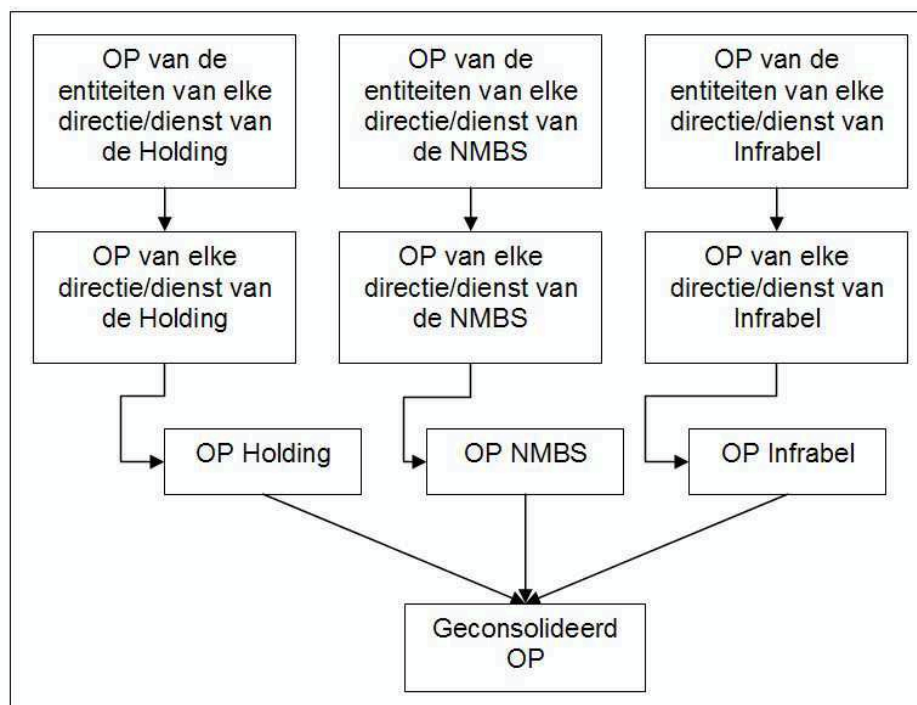 OP van de
entiteiten van elke
directie/dienst van
de Holding
OP van de
entiteiten van elke
directie/dienst van
de NMBS
OP van de
entiteiten van elke
directie/dienst van
Infrabel
OP van elke
directie/dienst van
de Holding
OP van elke
directie/dienst van
de NMBS
OP van elke
directie/dienst van
Infrabel
OP Holding
OP NMBS
OP Infrabel
Geconsolideerd
OP